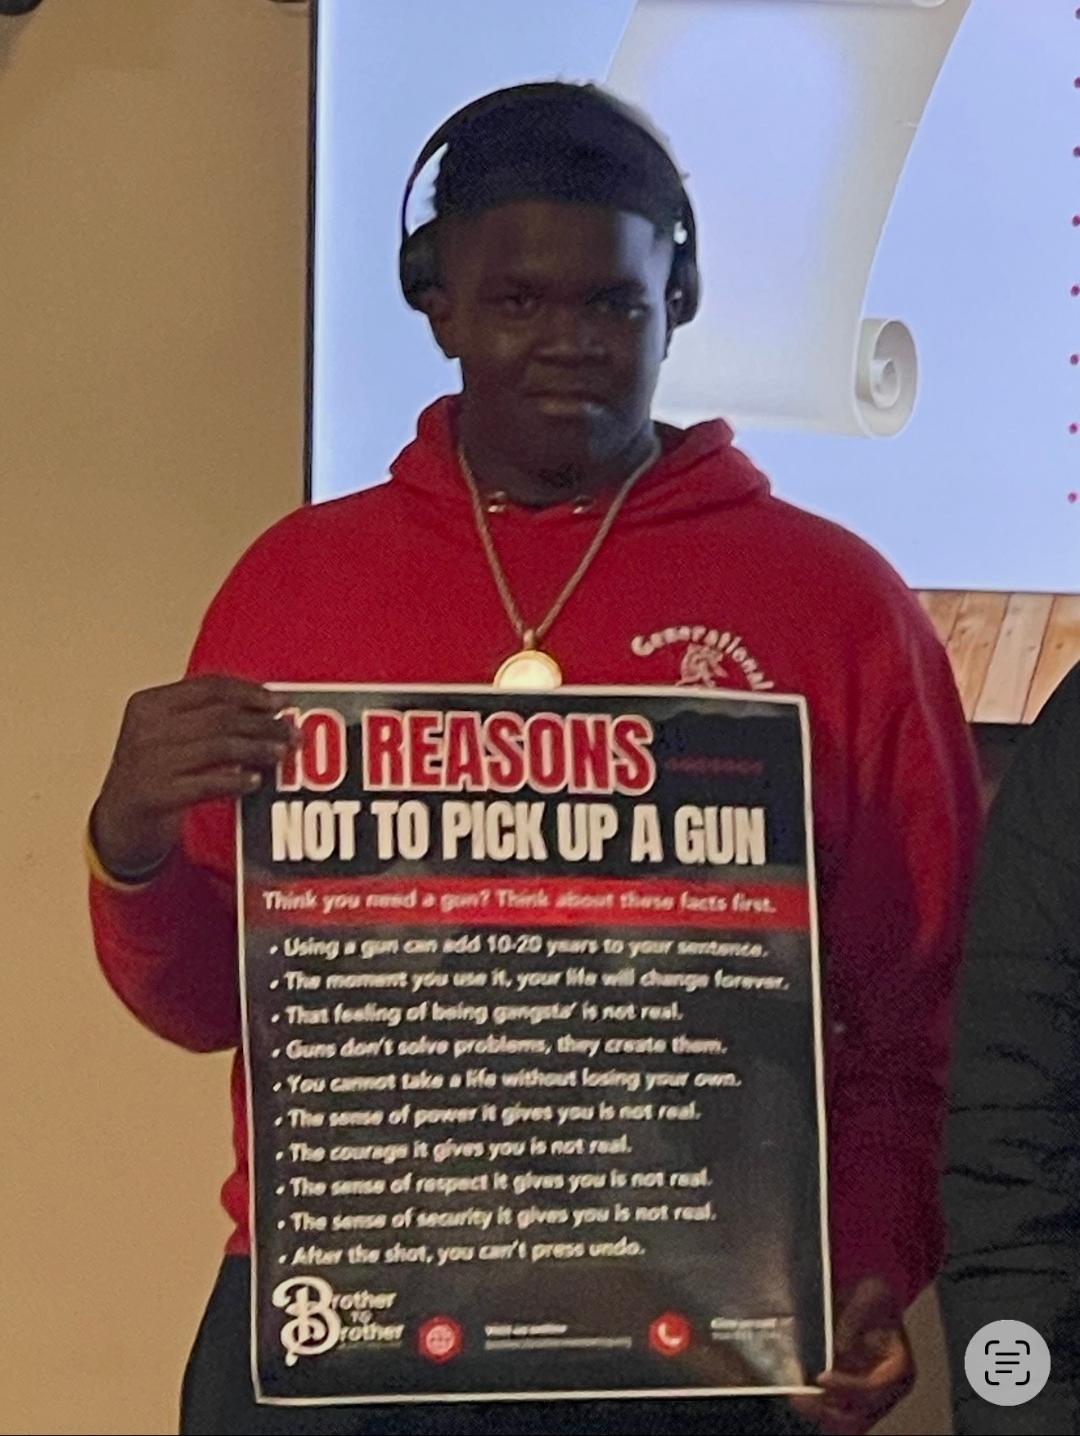 Generational
10 REASONS
NOT TO PICK UP A GUN
Think you need a gun? Think about these facts first.
• Using a gun can add 10-20 years to your sentence.
• The moment you use it, your life will change forever.
• That feeling of being gangsta' is not real.
• Guns don't solve problems, they create them.
• You cannot take a life without losing your own.
• The sense of power it gives you is not real.
• The courage it gives you is not real.
• The sense of respect it gives you is not real.
• The sense of security it gives you is not real.
• After the shot, you can't press undo.
Brother
TO
Brother
Visit us online